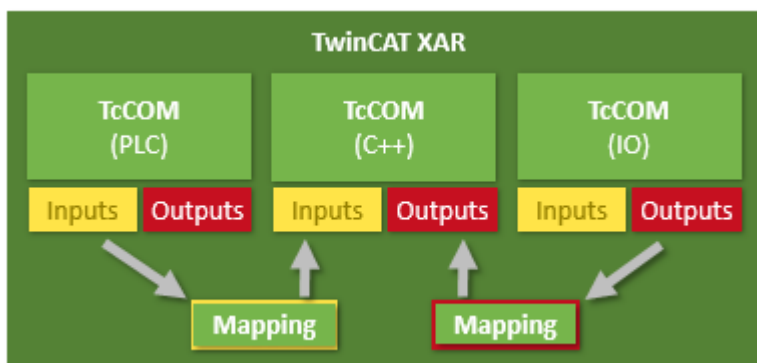 TwinCAT XAR
TcCOM
(PLC)
TcCOM
(C++)
TcCOM
(IO)
Inputs Outputs Inputs Outputs Inputs Outputs
Mapping Mapping